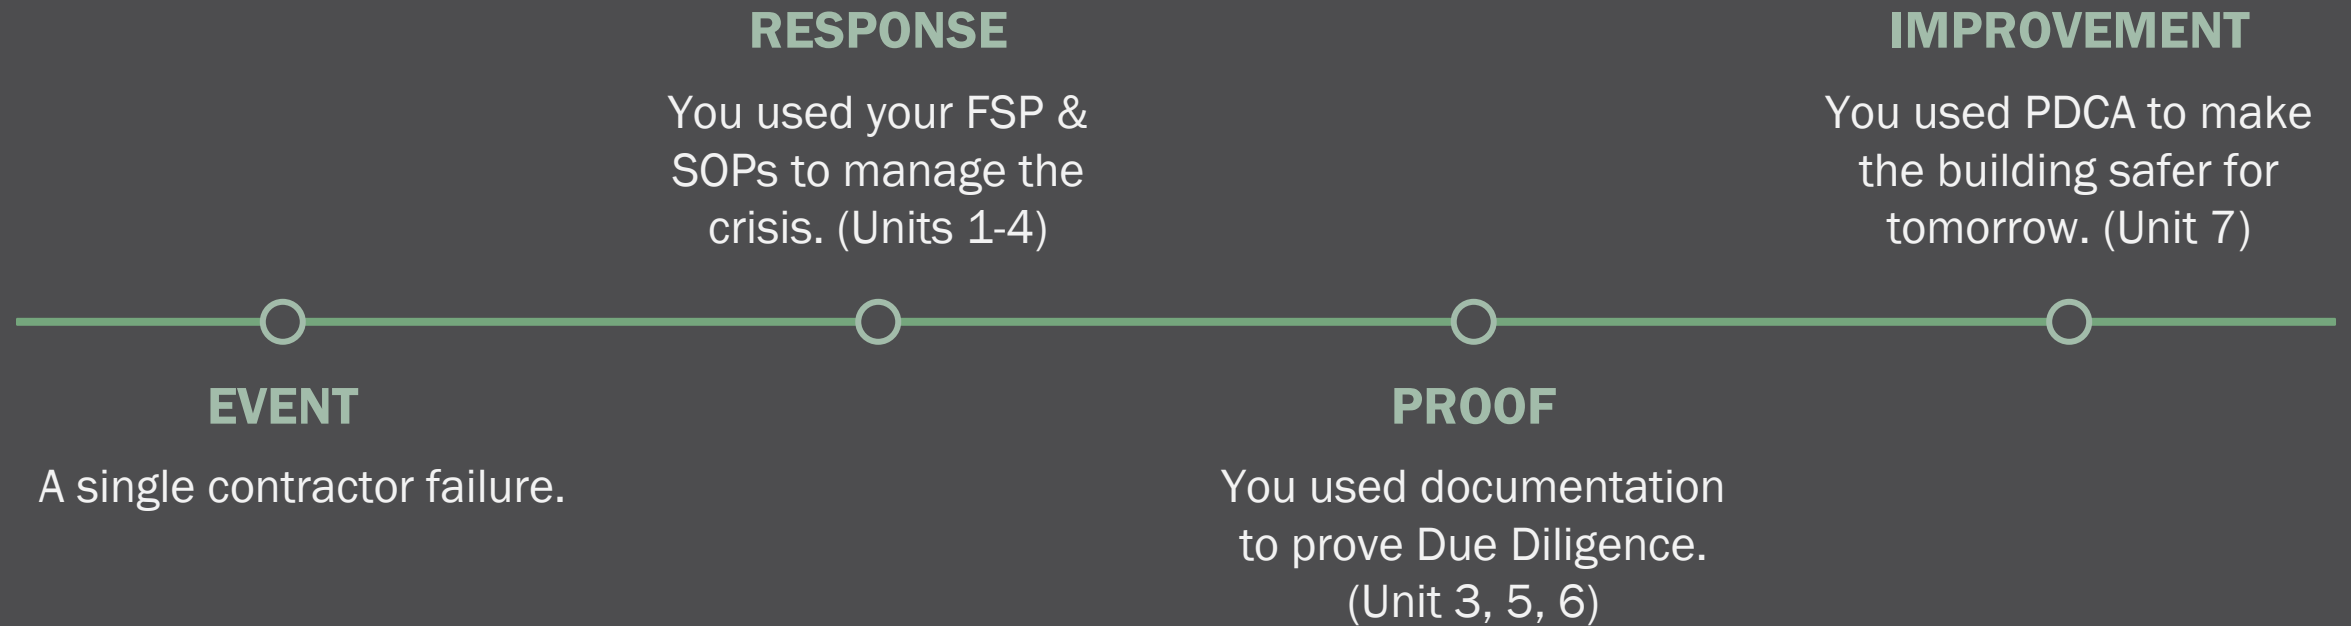 EVENT
A single contractor failure.
RESPONSE
You used your FSP &
SOPs to manage the
crisis. (Units 1-4)
PROOF
You used documentation
to prove Due Diligence.
(Unit 3, 5, 6)
IMPROVEMENT
You used PDCA to make
the building safer for
tomorrow. (Unit 7)